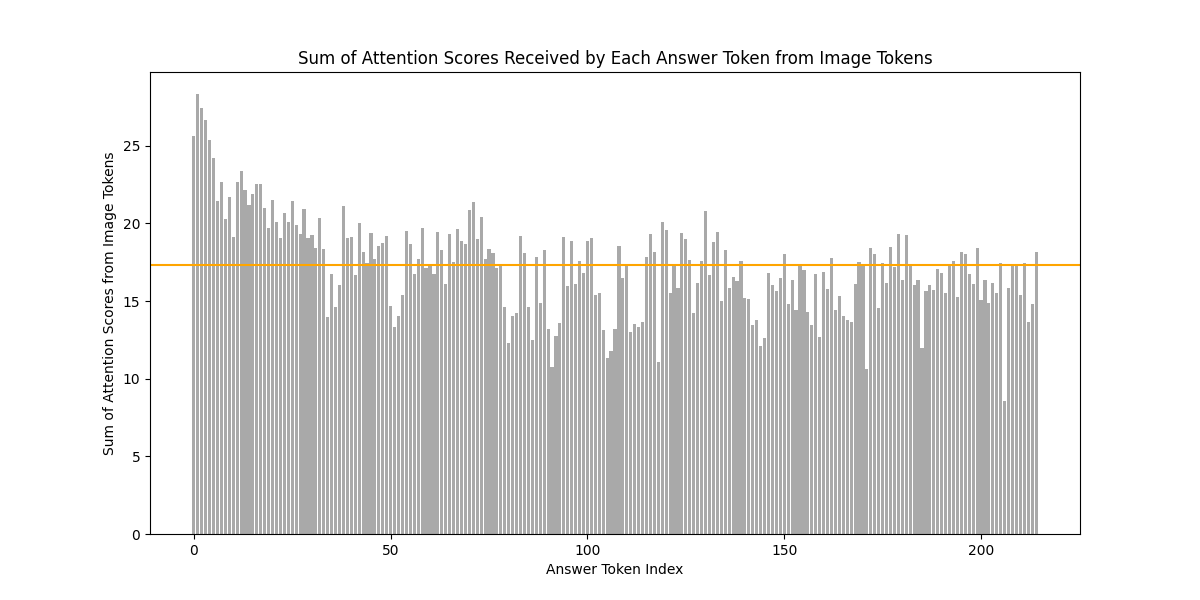 Sum of Attention Scores Received by Each Answer Token from Image Tokens
Sum of Attention Scores from Image Tokens
25
20
15
10
5
0
0 50 100 150 200
Answer Token Index